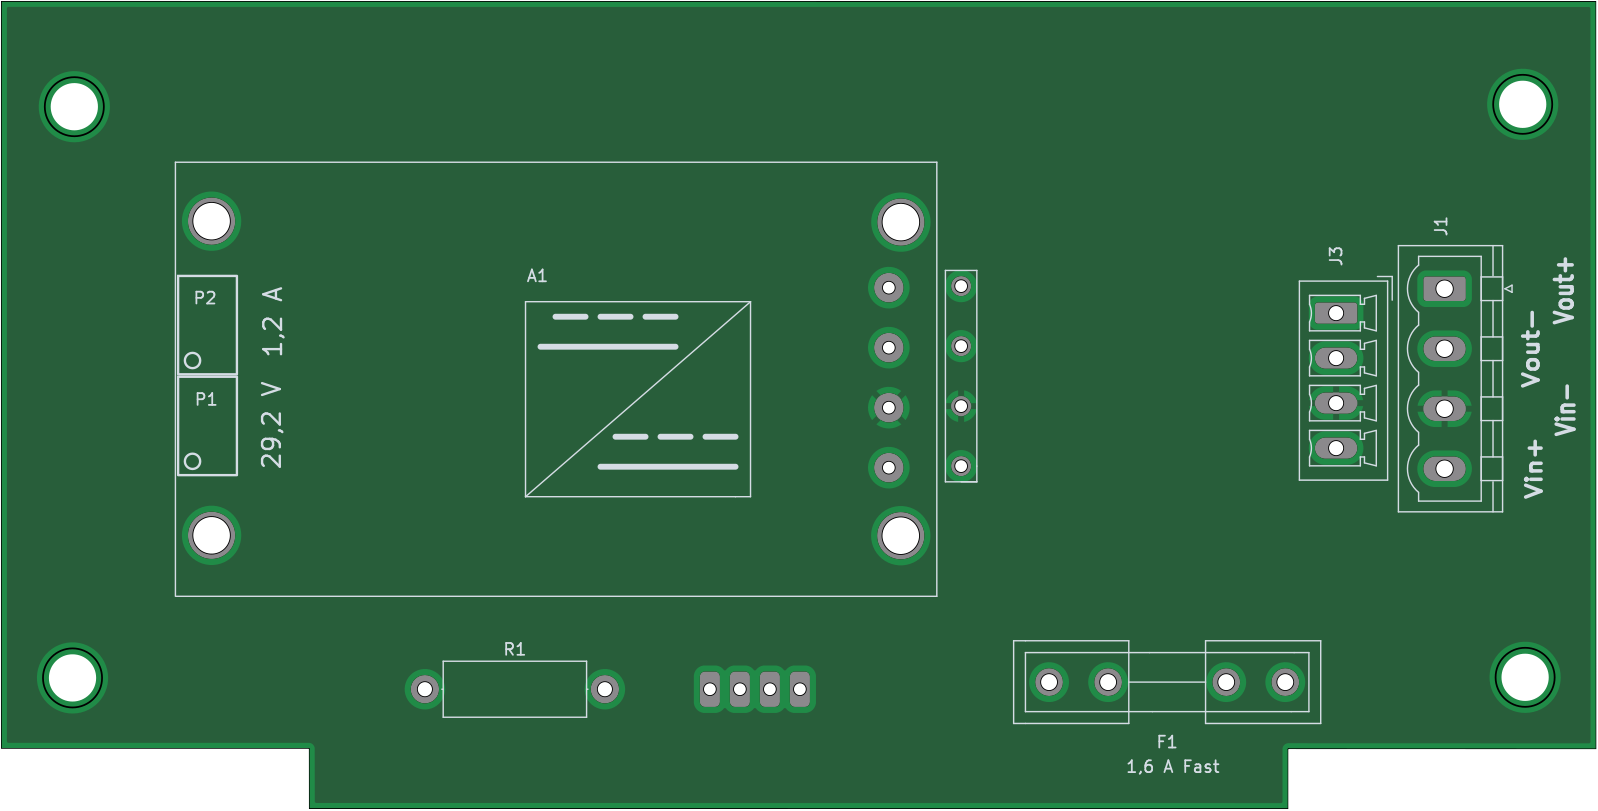 J1
J3
A1
P2
P1
1,2 A
29,2 V
Vout+
Vout-
Vin-
Vin+
R1
F1
1,6 A Fast